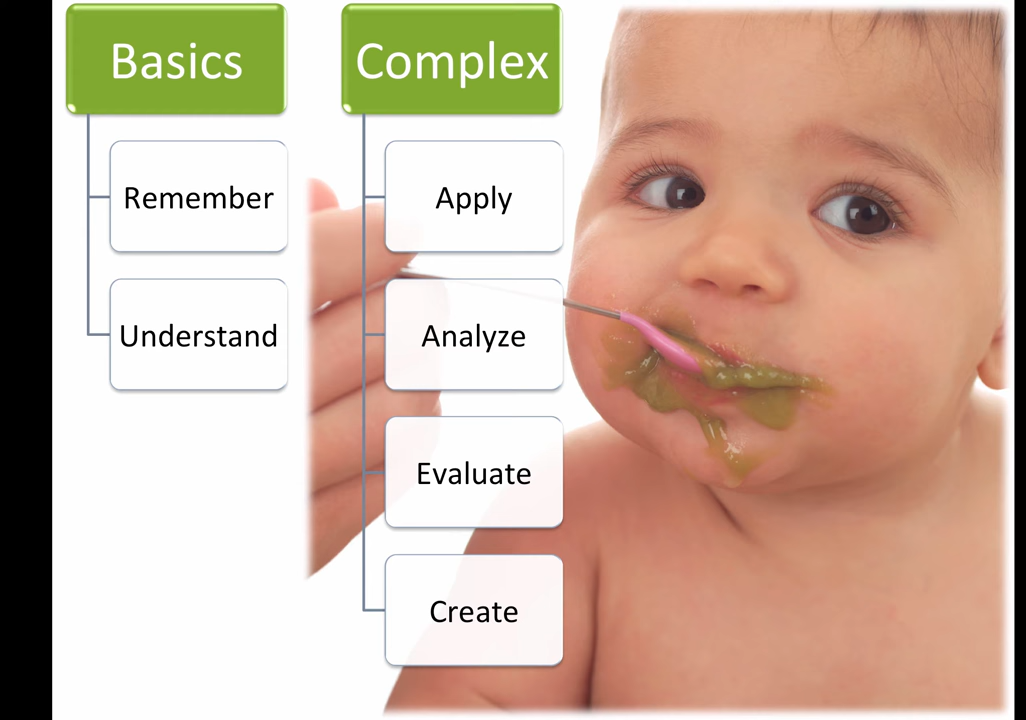 Basics
Remember
Understand
Complex
Apply
Analyze
Evaluate
Create